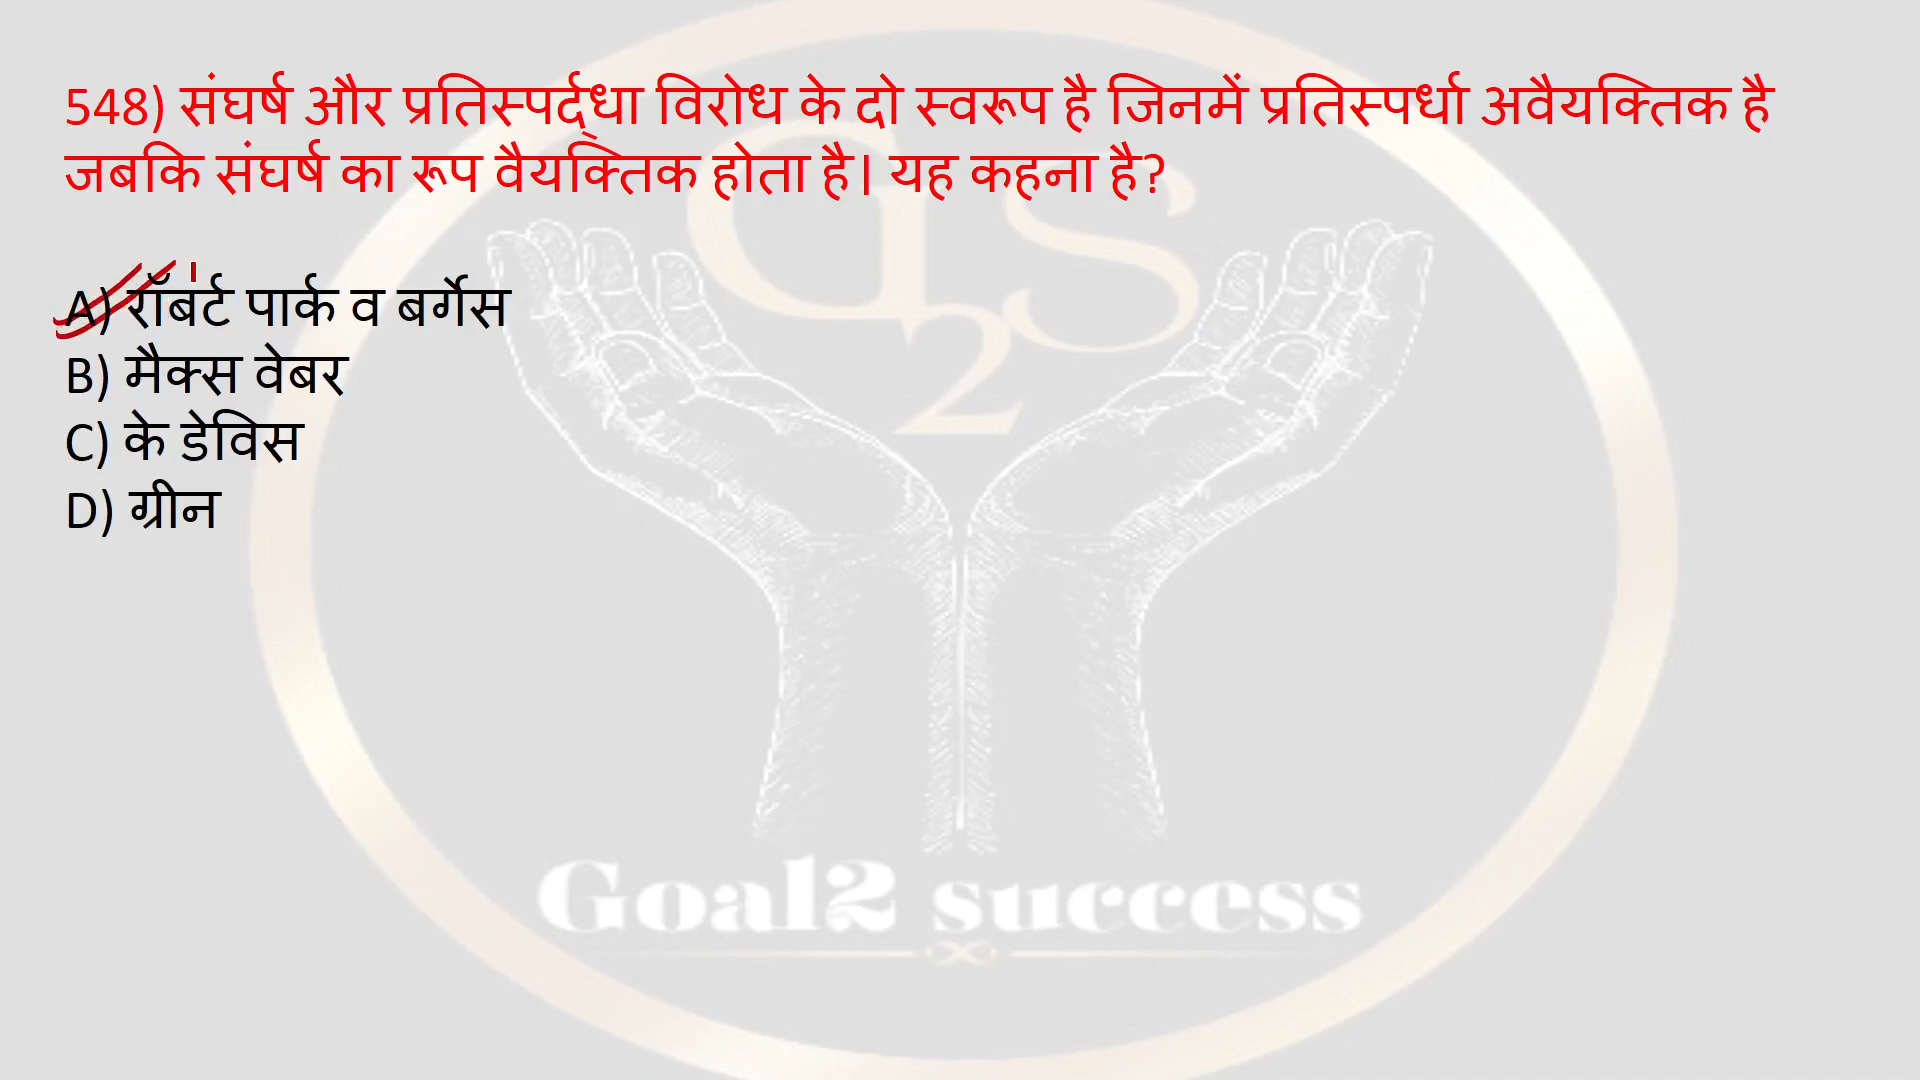 548) संघर्ष और प्रतिस्पर्द्धा विरोध के दो स्वरूप है जिनमें प्रतिस्पर्धा अवैयक्तिक है
जबकि संघर्ष का रूप वैयक्तिक होता है। यह कहना है?
A) रॉबर्ट पार्क व बर्गेस
B) मैक्स वेबर
C) के डेविस
D) ग्रीन
G2S
Goal2 success